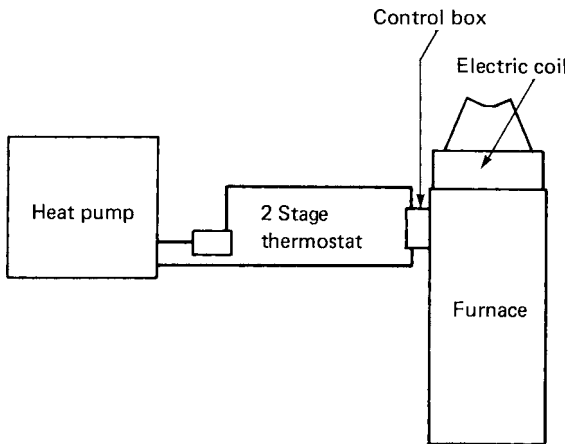 Control box
Electric coil
Heat pump
2 Stage
thermostat
Furnace